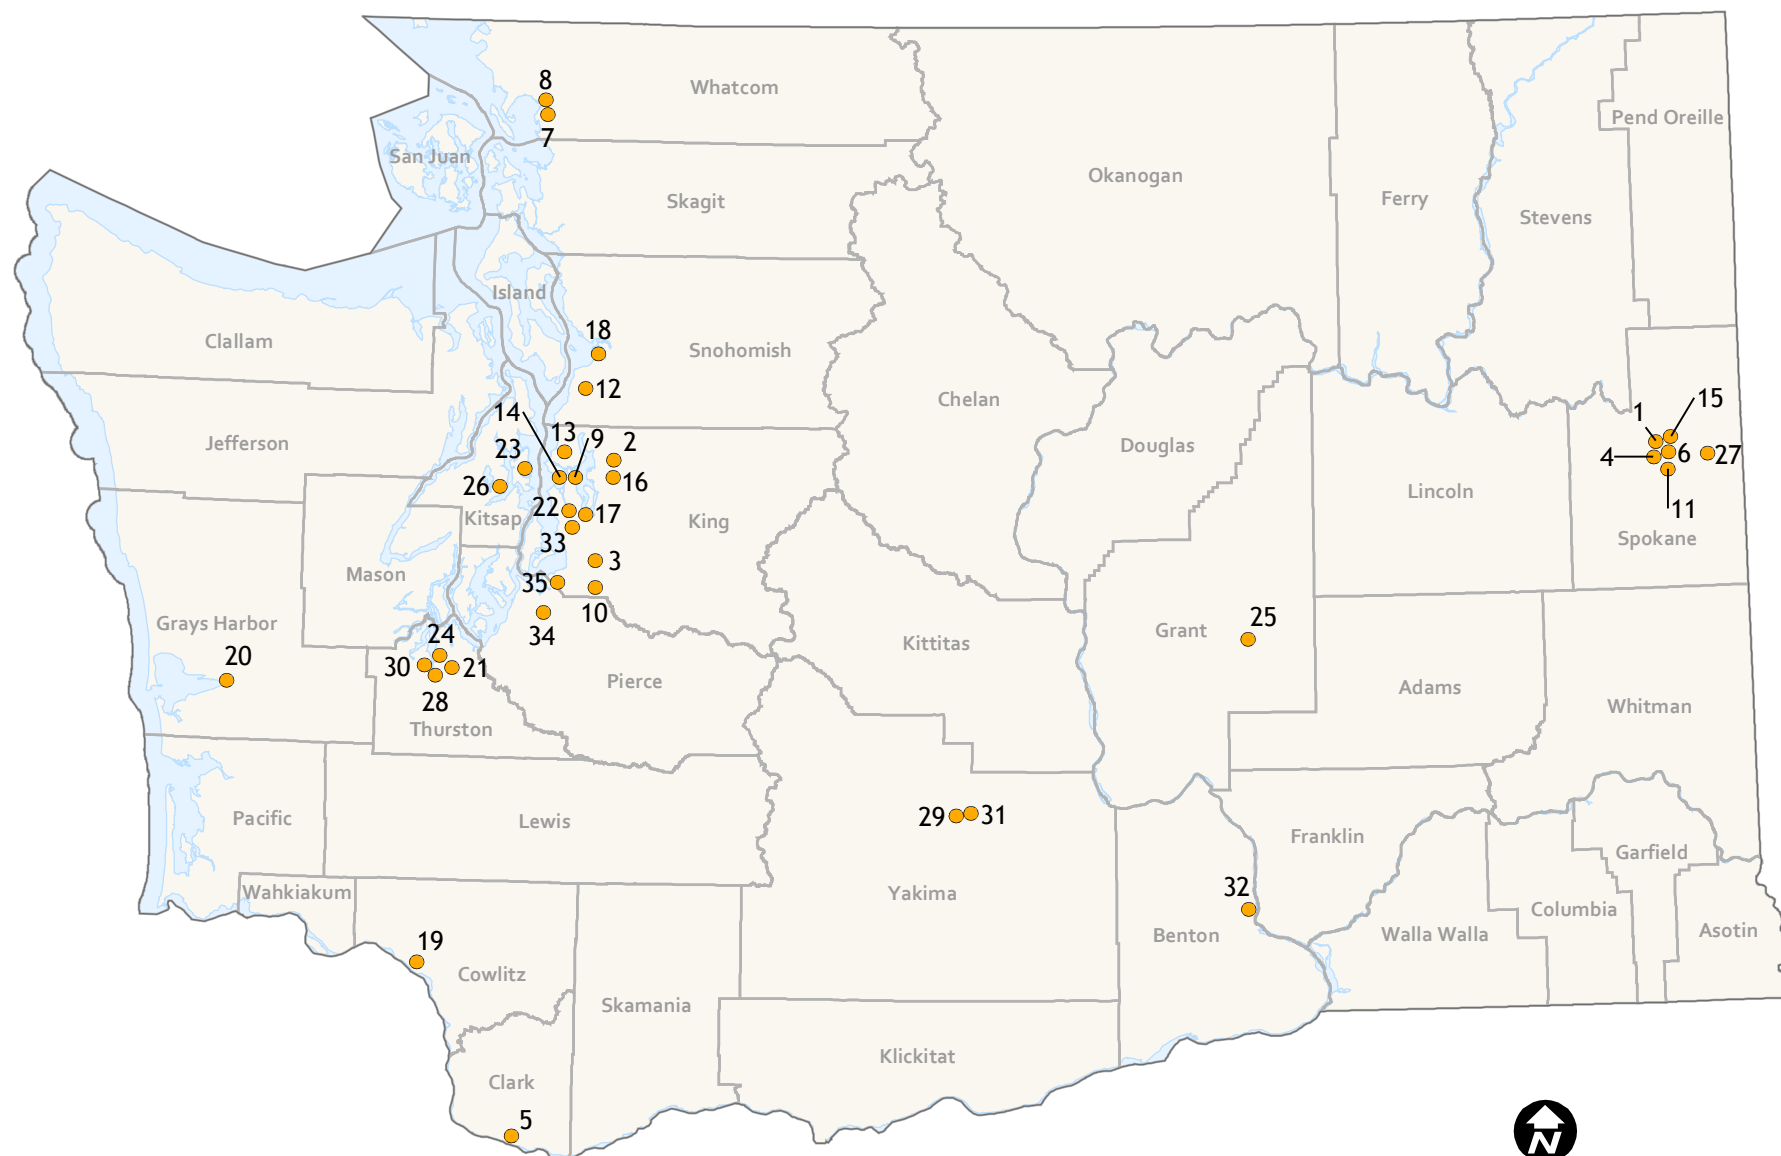 8
Whatcom
7
Pend Oreille
San Juan
Okanogan
Skagit
Ferry
Stevens
Island
18
Clallam
Snohomish
12
Chelan
14
13
9
2
1
15
Jefferson
23
Douglas
4
6
27
26
16
Lincoln
22
17
Kitsap
King
11
33
Spokane
3
Mason
35
10
Grays Harbor
24
34
25
Grant
Kittitas
20
30
21
Pierce
Adams
28
Whitman
Thurston
29
31
Pacific
Lewis
Franklin
Garfield
Wahkiakum
Yakima
32
Columbia
19
Benton
Walla Walla
Asotin
Cowlitz
Skamania
Klickitat
Clark
5
N